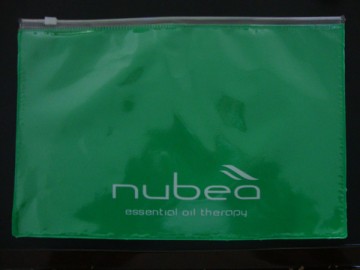 nubea
essential oil therapy